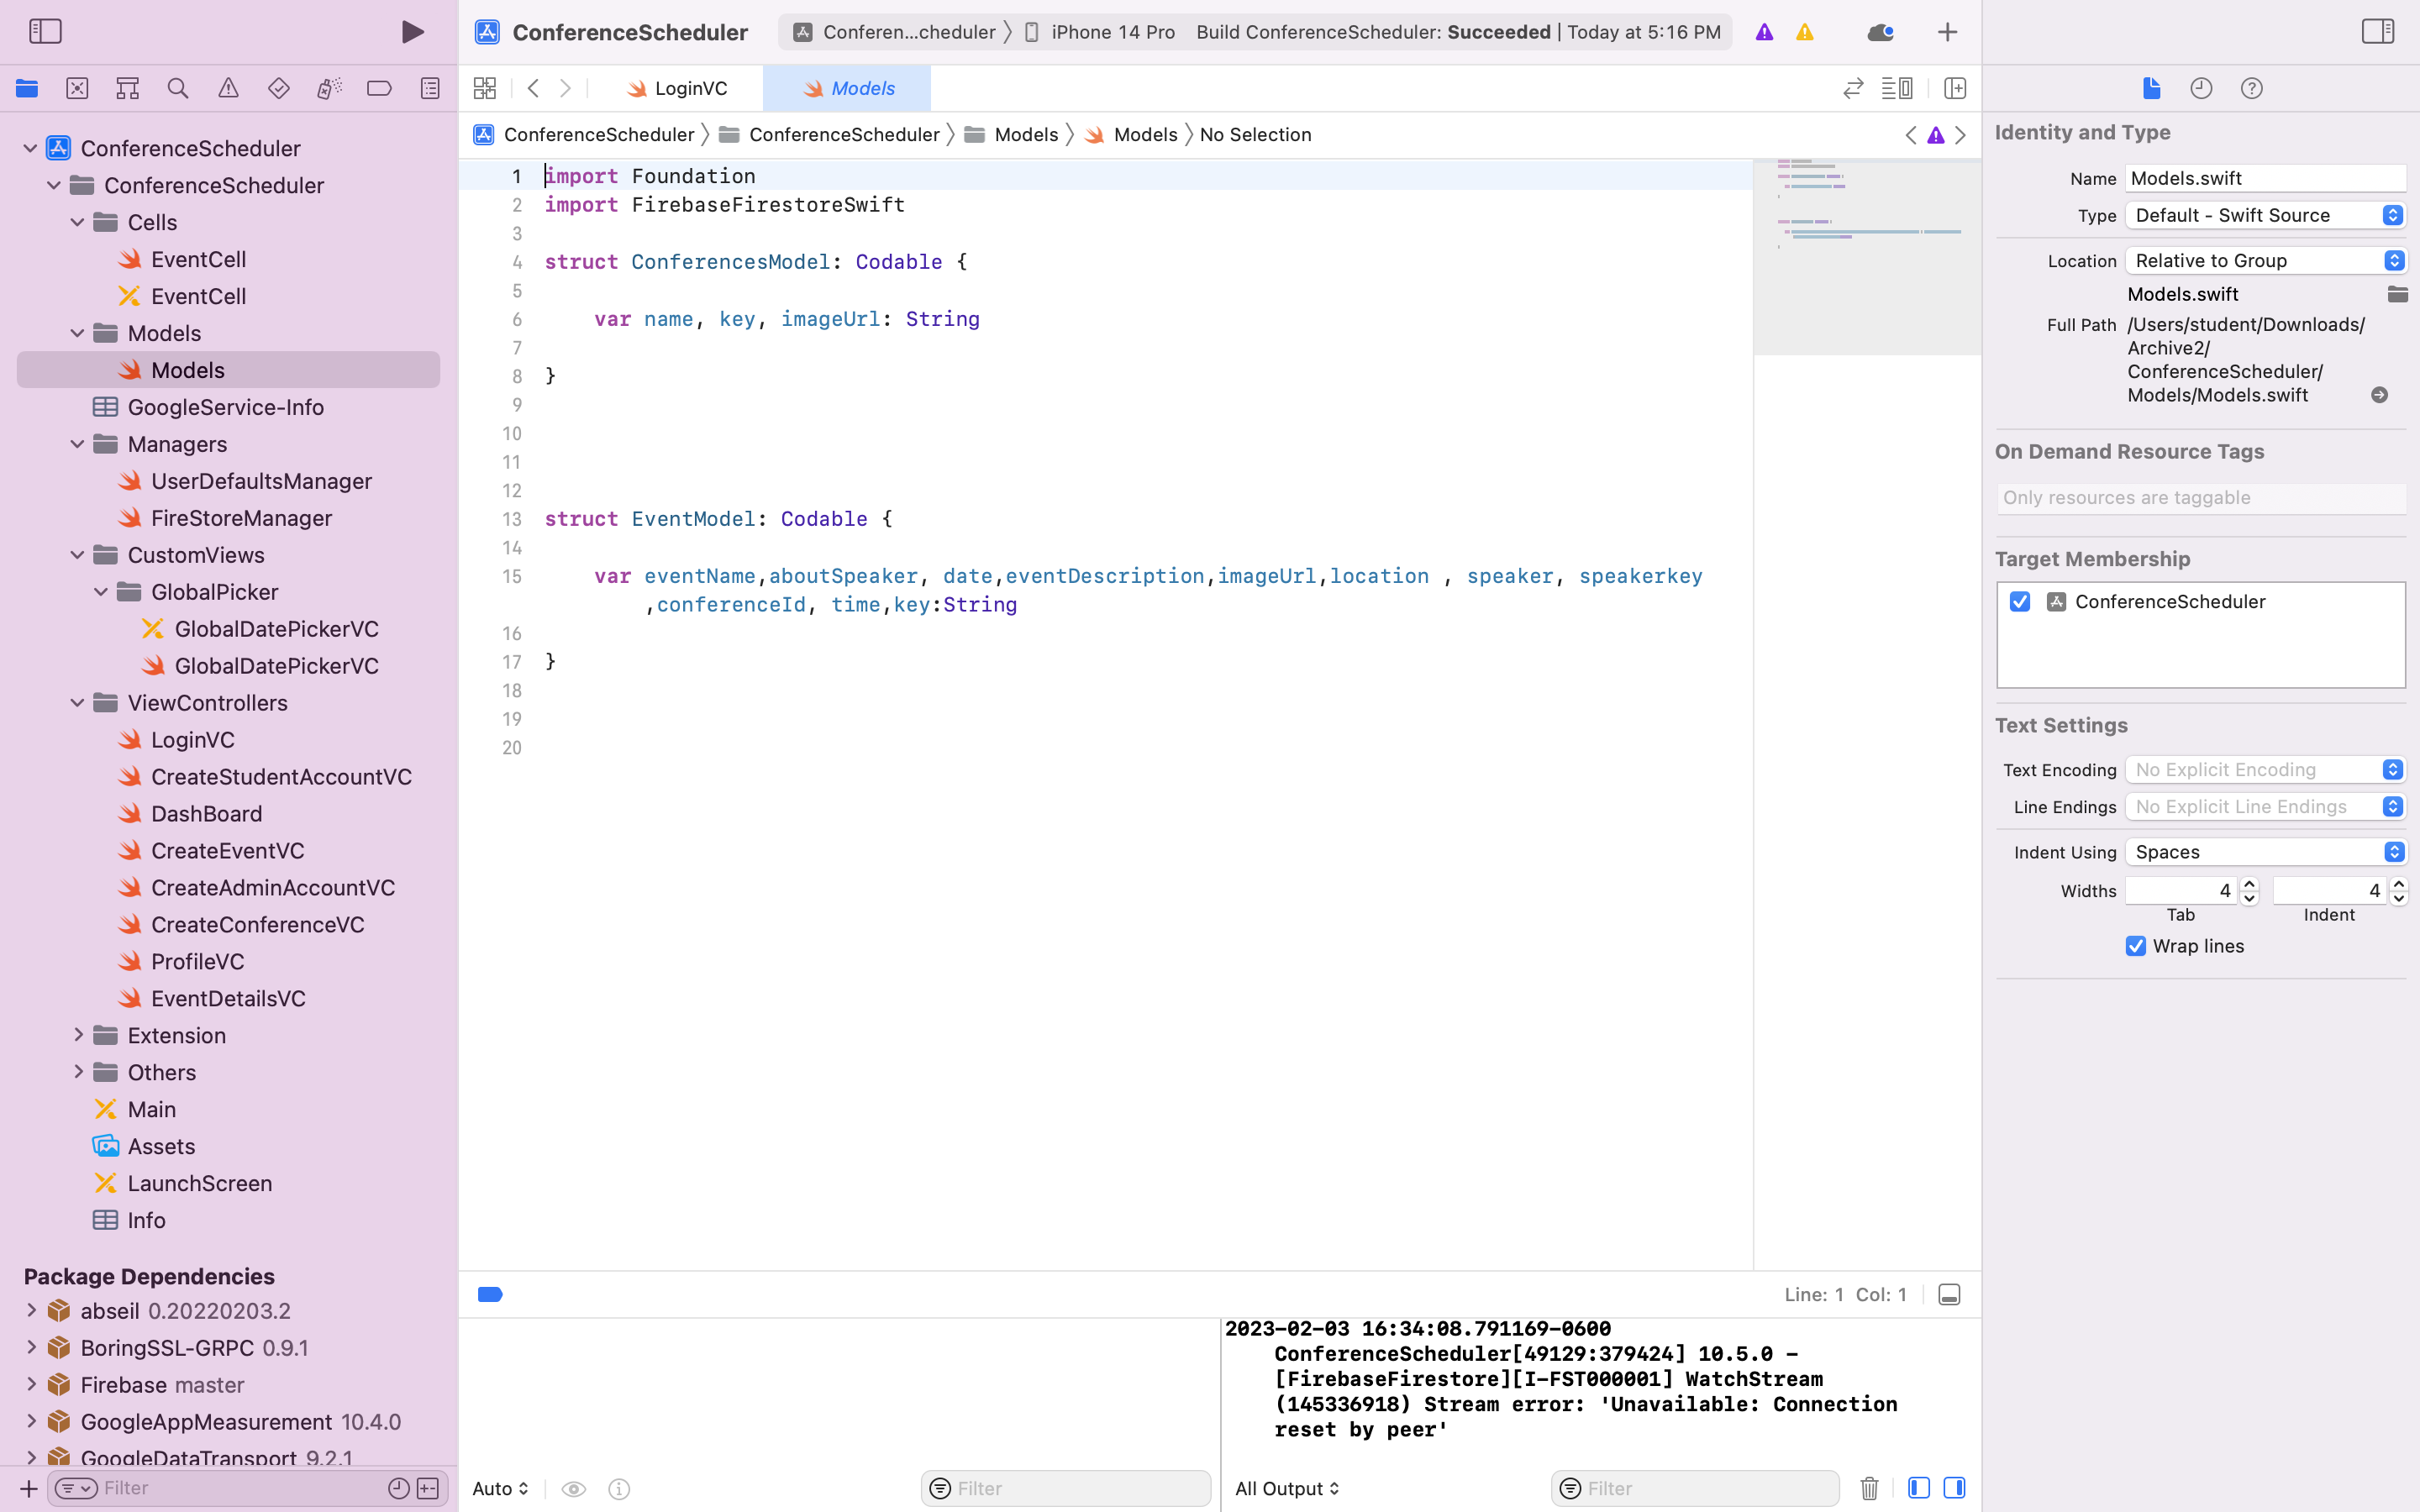 ConferenceScheduler
Conferen...cheduler
iPhone 14 Pro
Build ConferenceScheduler: Succeeded | Today at 5:16 PM
LoginVC
Models
ConferenceScheduler
ConferenceScheduler
Models
Models
No Selection
ConferenceScheduler
ConferenceScheduler
Cells
EventCell
EventCell
Models
Models
GoogleService-Info
Managers
UserDefaultsManager
FireStoreManager
CustomViews
GlobalPicker
GlobalDatePickerVC
GlobalDatePickerVC
ViewControllers
LoginVC
CreateStudentAccountVC
DashBoard
CreateEventVC
CreateAdminAccountVC
CreateConferenceVC
ProfileVC
EventDetailsVC
Extension
Others
Main
Assets
LaunchScreen
Info
Package Dependencies
abseil 0.20220203.2
BoringSSL-GRPC 0.9.1
Firebase master
GoogleAppMeasurement 10.4.0
GoogleDataTransport 9.2.1
Filter
1 import Foundation
2 import FirebaseFirestoreSwift
3
4 struct ConferencesModel: Codable {
5
6 var name, key, imageUrl: String
7
8 }
9
10
11
12
13 struct EventModel: Codable {
14
15 var eventName,aboutSpeaker, date,eventDescription,imageUrl,location , speaker, speakerkey
,conferenceId, time,key:String
16
17 }
18
19
20
Line: 1 Col: 1
2023-02-03 16:34:08.791169-0600
ConferenceScheduler[49129:379424] 10.5.0 -
[FirebaseFirestore][I-FST000001] WatchStream
(145336918) Stream error: 'Unavailable: Connection
reset by peer'
Auto
Filter
All Output
Filter
Identity and Type
Name Models.swift
Type Default - Swift Source
Location Relative to Group
Models.swift
Full Path /Users/student/Downloads/
Archive2/
ConferenceScheduler/
Models/Models.swift
On Demand Resource Tags
Only resources are taggable
Target Membership
ConferenceScheduler
Text Settings
Text Encoding No Explicit Encoding
Line Endings No Explicit Line Endings
Indent Using Spaces
Widths 4 4
Tab Indent
Wrap lines